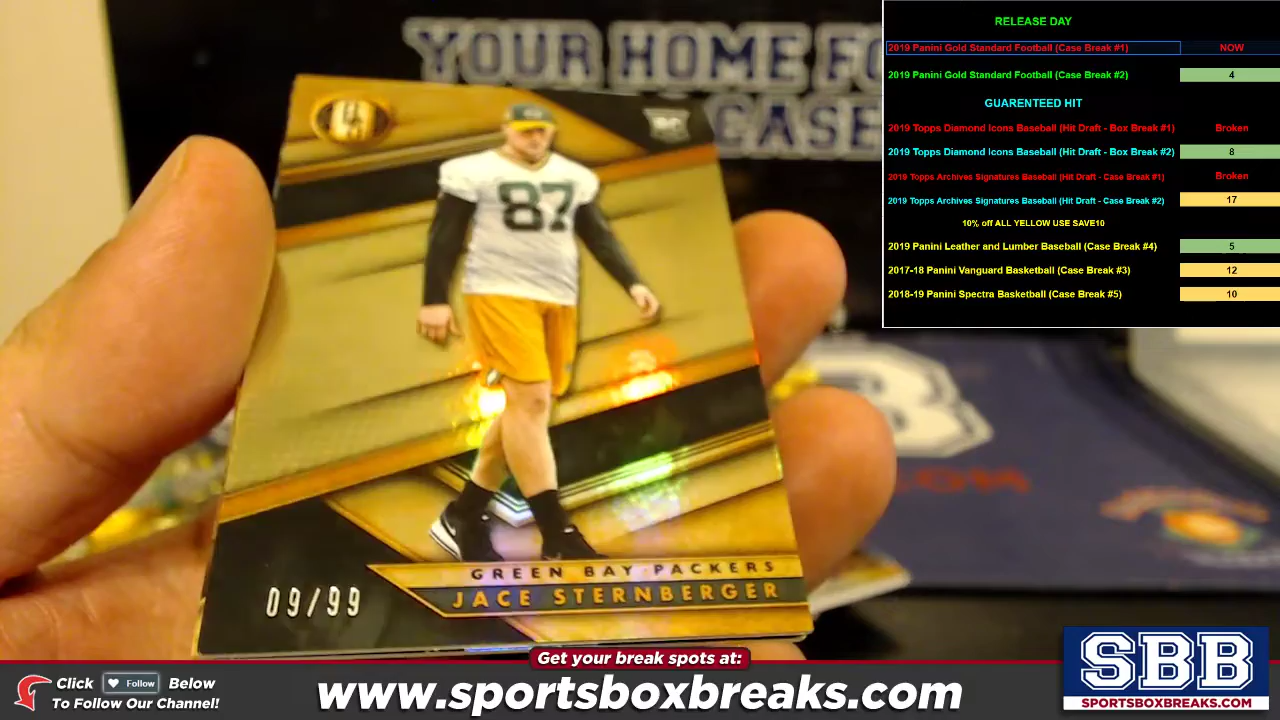 YOUR HOME FO
CASE
RC
87
GREEN BAY PACKERS
JACE STERNBERGER
09/99
RELEASE DAY
2019 Panini Gold Standard Football (Case Break #1) NOW
2019 Panini Gold Standard Football (Case Break #2) 4
GUARENTEED HIT
2019 Topps Diamond Icons Baseball (Hit Draft - Box Break #1) Broken
2019 Topps Diamond Icons Baseball (Hit Draft - Box Break #2) 8
2019 Topps Archives Signatures Baseball (Hit Draft - Case Break #1) Broken
2019 Topps Archives Signatures Baseball (Hit Draft - Case Break #2) 17
10% off ALL YELLOW USE SAVE10
2019 Panini Leather and Lumber Baseball (Case Break #4) 5
2017-18 Panini Vanguard Basketball (Case Break #3) 12
2018-19 Panini Spectra Basketball (Case Break #5) 10
B
.COM
Get your break spots at:
Click Follow Below
To Follow Our Channel!
www.sportsboxbreaks.com
SBB
SPORTSBOXBREAKS.COM